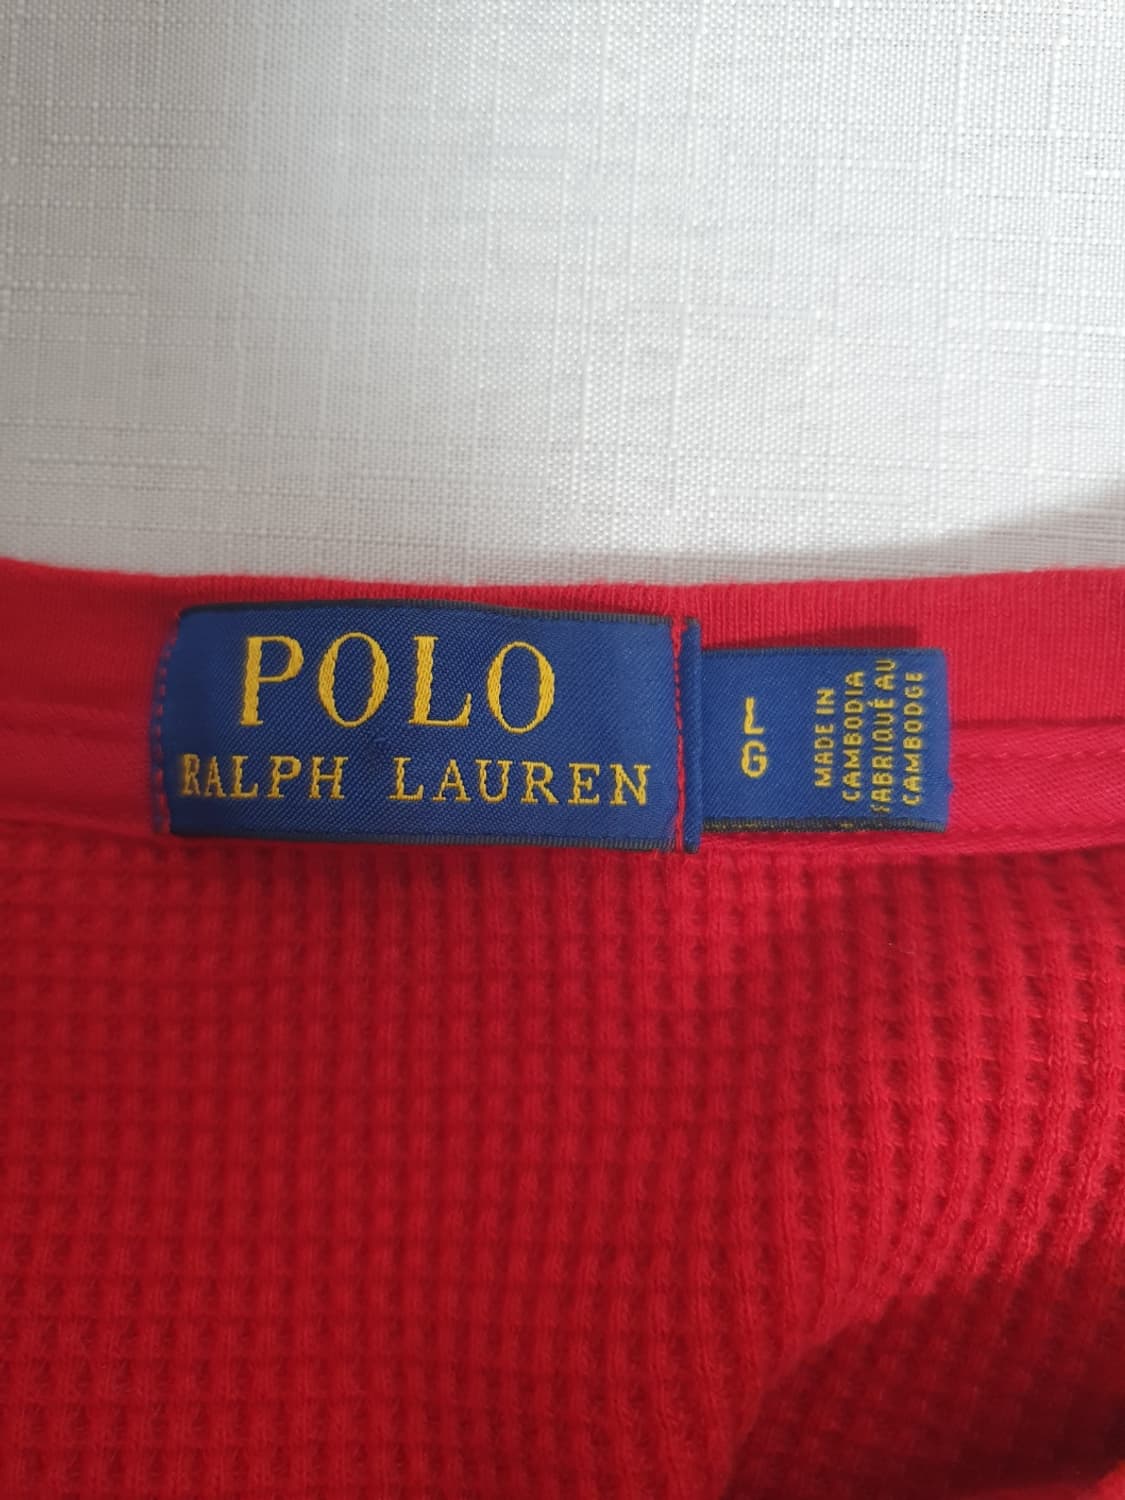 POLO
RALPH LAUREN
L
G
MADE IN
CAMBODIA
FABRIQUÉ AU
CAMBODGE